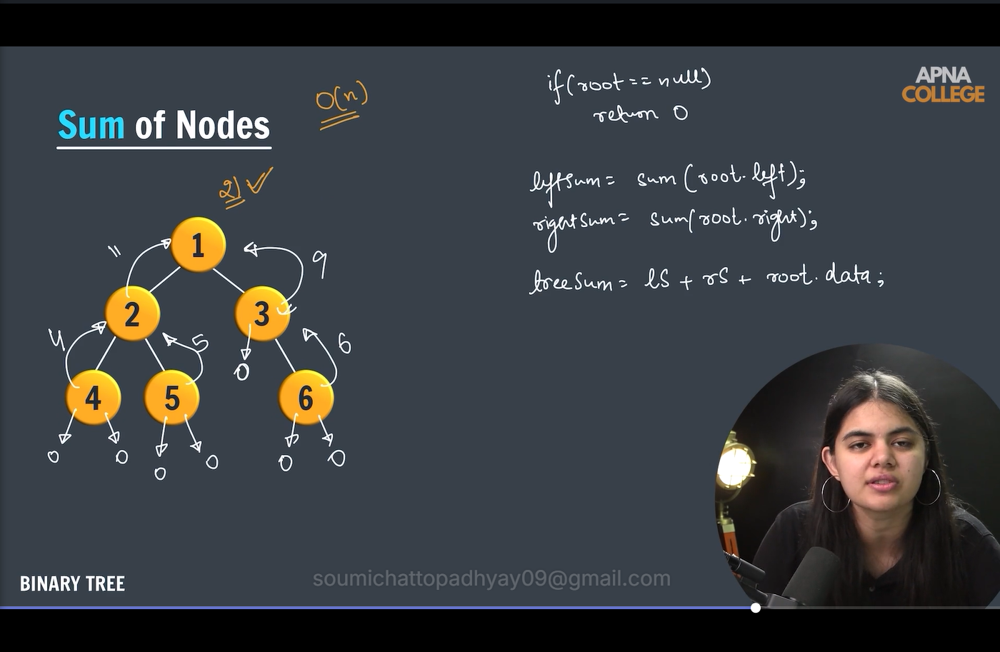 APNA
COLLEGE
O(n)
Sum of Nodes
if(root==null)
return 0
leftsum= sum (root.left);
rightsum= sum(root.right);
treesum= lS + rS + root.data;
21
1
11
9
2
3
4
5
6
0
4
5
6
0
0
0
0
0
0
BINARY TREE
soumichattopadhyay09@gmail.com